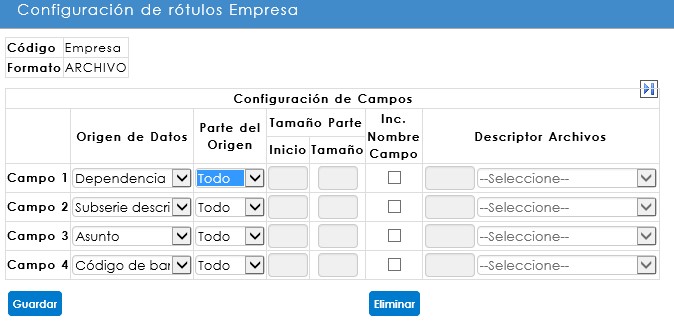 Configuración de rótulos Empresa
Código Empresa
Formato ARCHIVO
Configuración de Campos
Origen de Datos Parte del Origen Tamaño Parte Inc. Nombre Campo Descriptor Archivos
Inicio Tamaño
Campo 1 Dependencia Todo --Seleccione--
Campo 2 Subserie descri Todo --Seleccione--
Campo 3 Asunto Todo --Seleccione--
Campo 4 Código de bar Todo --Seleccione--
Guardar Eliminar